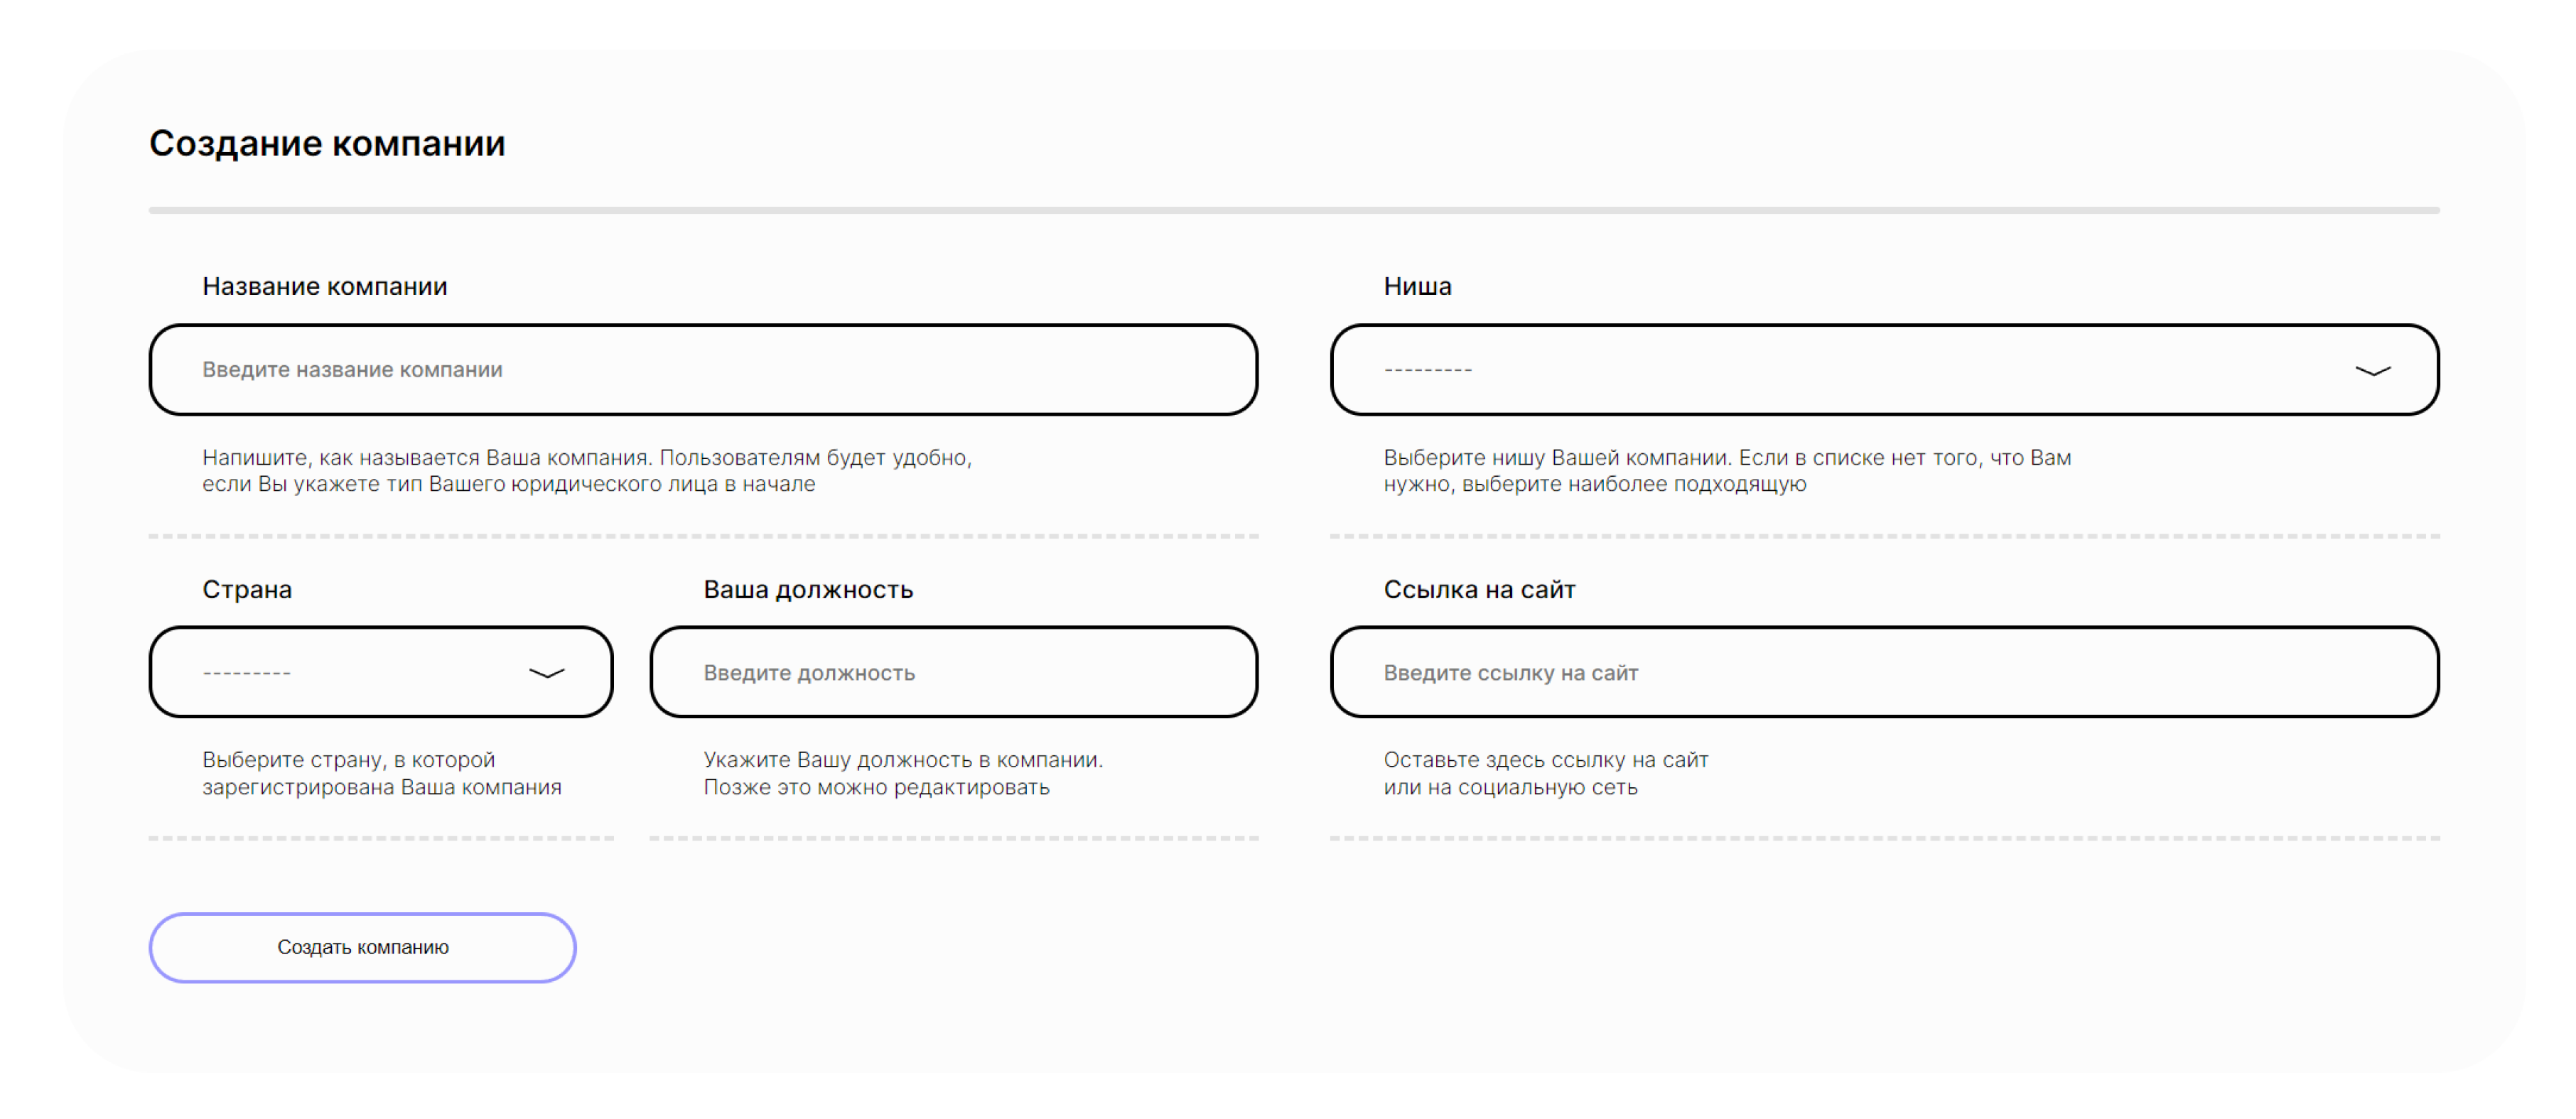 Создание компании
Название компании
Введите название компании
Напишите, как называется Ваша компания. Пользователям будет удобно,
если Вы укажете тип Вашего юридического лица в начале
Ниша
---------
Выберите нишу Вашей компании. Если в списке нет того, что Вам
нужно, выберите наиболее подходящую
Страна
---------
Выберите страну, в которой
зарегистрирована Ваша компания
Ваша должность
Введите должность
Укажите Вашу должность в компании.
Позже это можно редактировать
Ссылка на сайт
Введите ссылку на сайт
Оставьте здесь ссылку на сайт
или на социальную сеть
Создать компанию